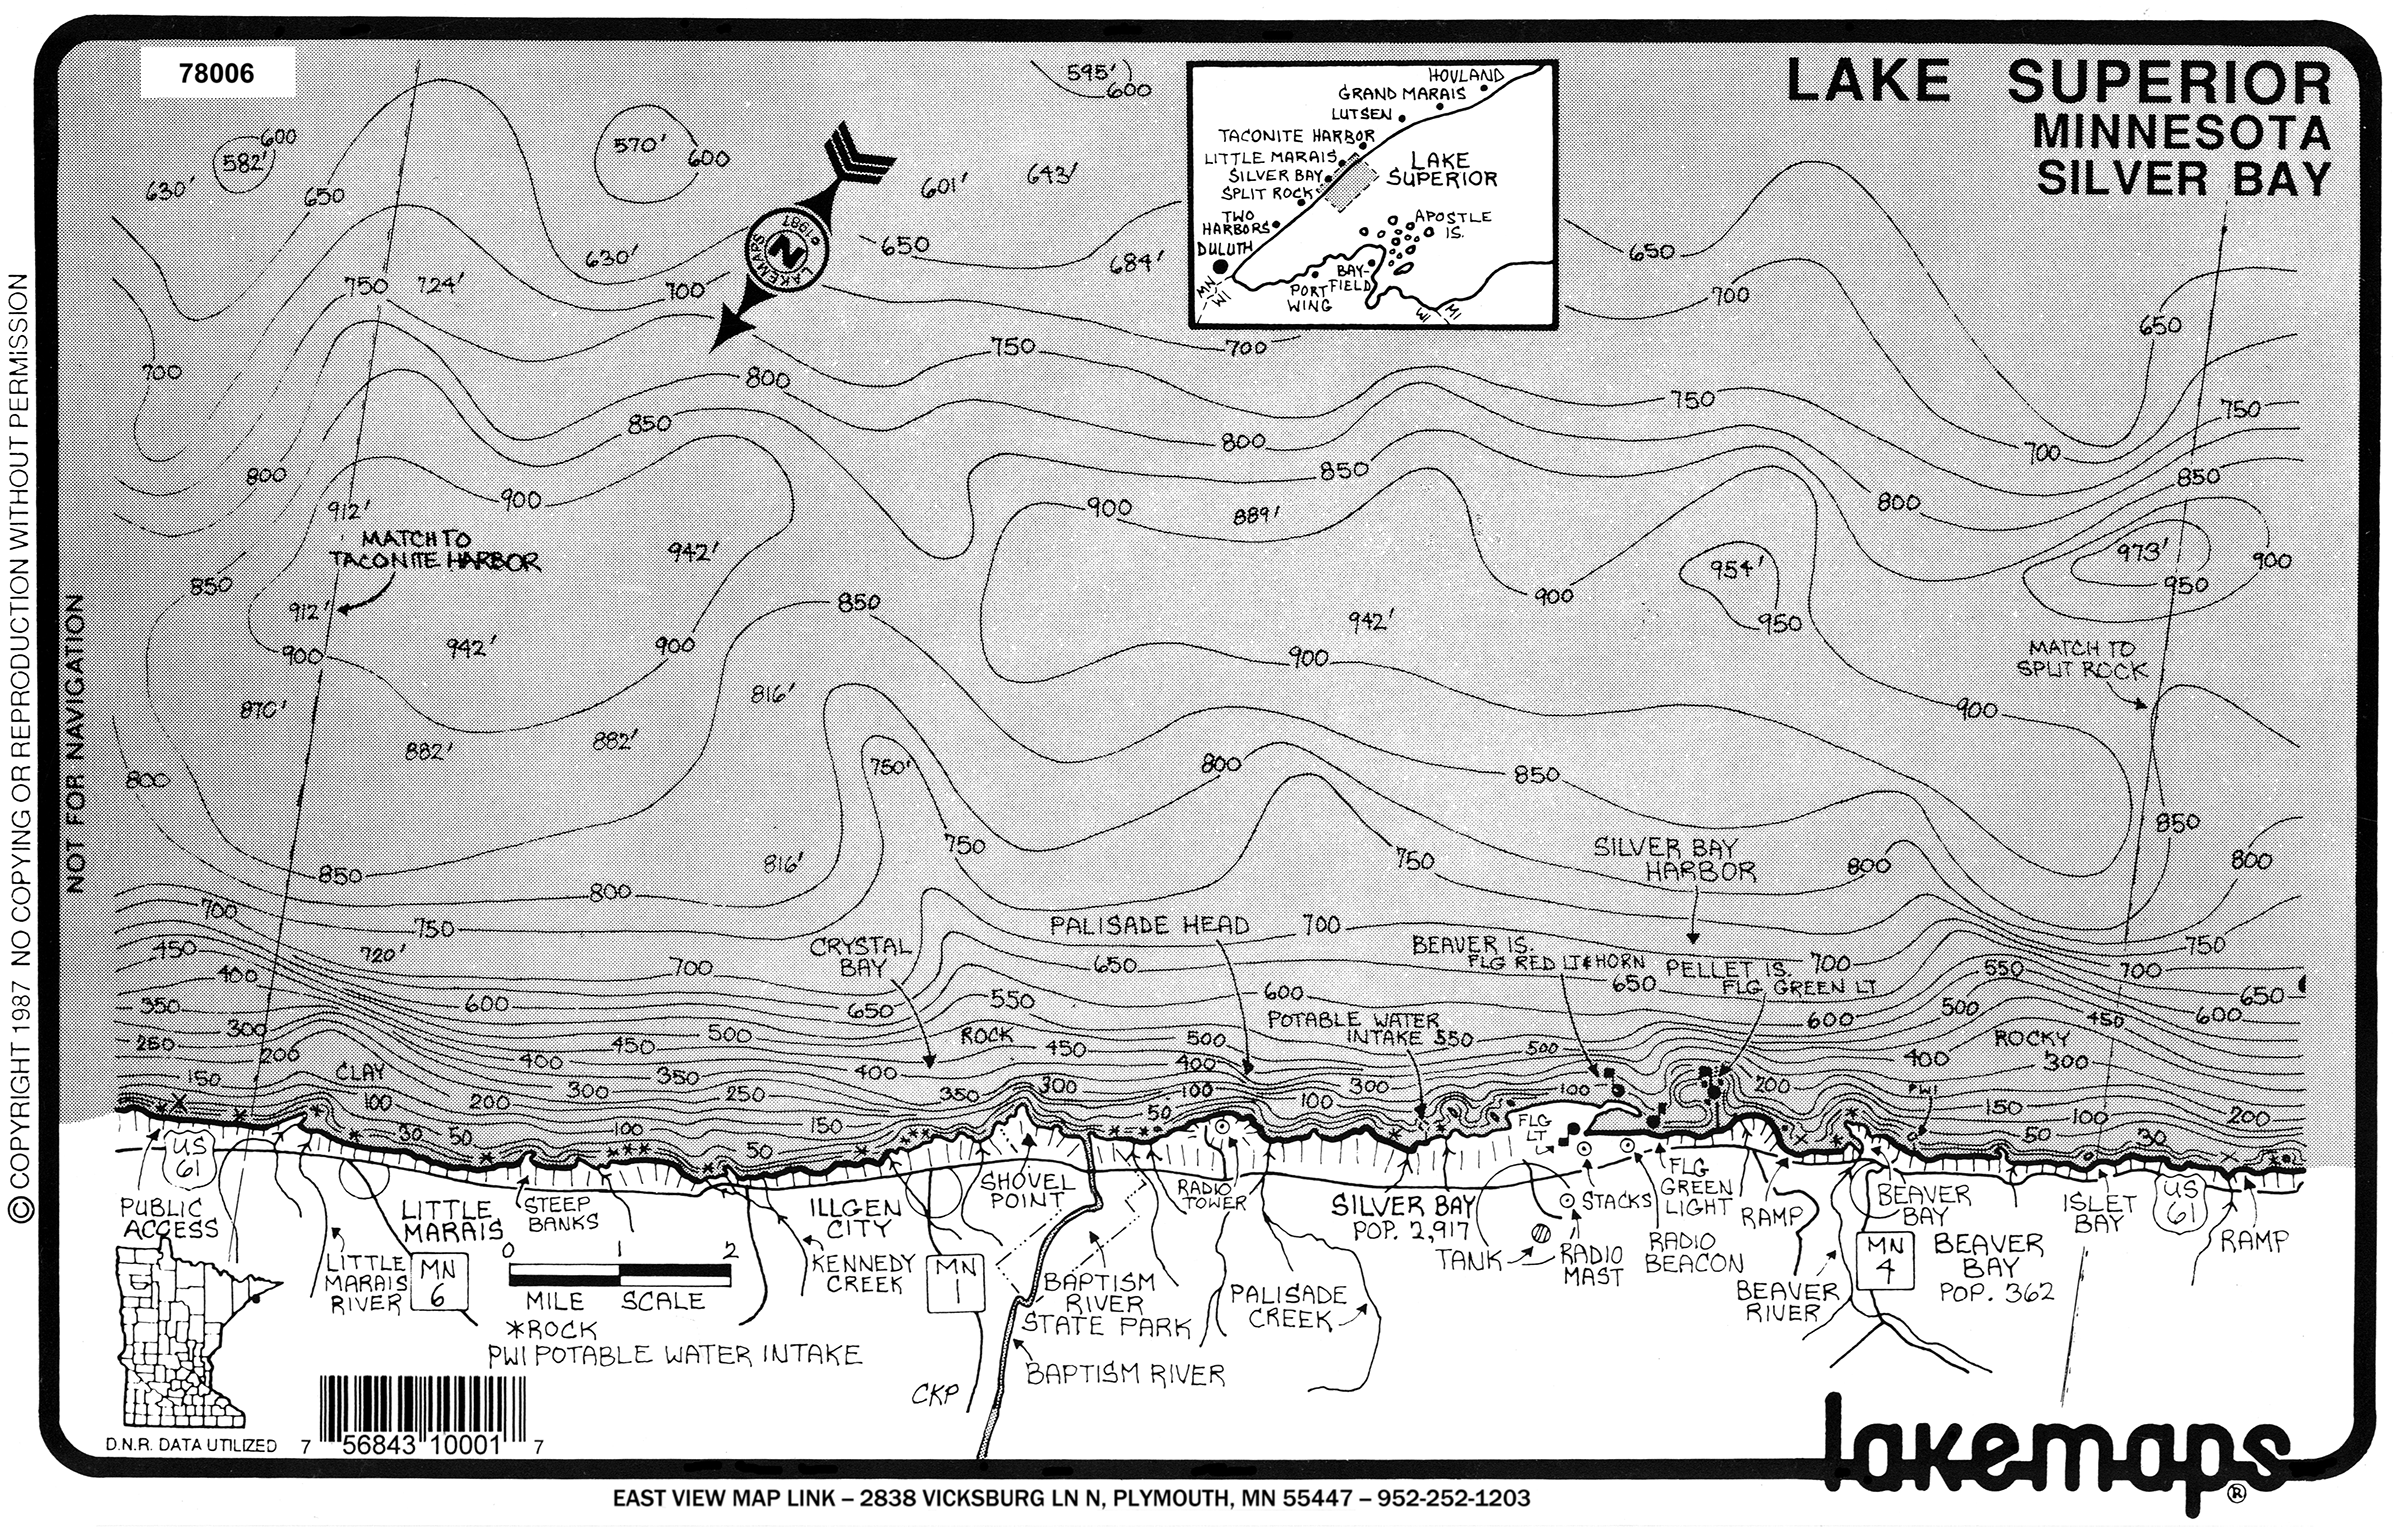 78006
LAKE SUPERIOR
MINNESOTA
SILVER BAY
HOVLAND
GRAND MARAIS
LUTSEN
TACONITE HARBOR
LITTLE MARAIS
SILVER BAY
SPLIT ROCK
TWO
HARBORS
DULUTH
LAKE
SUPERIOR
APOSTLE
IS.
BAY-
FIELD
PORT
WING
MN
WI
WI
MI
LAKEMAPS
©1987
N
595'
600
600
582'
630'
650
570'
600
601'
643'
630'
650
684'
650
750
724'
700
700
650
700
750
700
800
750
750
850
800
700
800
850
850
900
912'
900
889'
800
942'
954'
973'
900
950
MATCH TO
TACONITE HARBOR
850
912'
850
900
950
942'
900
942'
900
900
MATCH TO
SPLIT ROCK
870'
816'
900
882'
882'
800
750'
800
850
850
750
SILVER BAY
HARBOR
750
816'
800
800
850
800
700
750
PALISADE HEAD
700
CRYSTAL
BAY
BEAVER IS.
FLG RED LT & HORN
PELLET IS.
FLG GREEN LT
700
750
450
720'
400
700
650
650
550
700
650
350
600
650
550
600
500
600
300
500
ROCK
500
POTABLE WATER
INTAKE
550
600
450
ROCKY
250
200
450
400
450
400
500
400
300
150
CLAY
350
400
300
250
350
300
100
300
100
200
PWI
100
200
150
50
100
150
100
200
30
50
100
50
50
30
FLG
LT
US
61
PUBLIC
ACCESS
LITTLE
MARAIS
RIVER
LITTLE
MARAIS
MN
6
STEEP
BANKS
ILLGEN
CITY
KENNEDY
CREEK
MN
1
SHOVEL
POINT
RADIO
TOWER
BAPTISM
RIVER
STATE PARK
BAPTISM RIVER
PALISADE
CREEK
SILVER BAY
POP. 2,917
TANK
STACKS
RADIO
MAST
FLG
GREEN
LIGHT
RADIO
BEACON
RAMP
BEAVER
RIVER
BEAVER
BAY
MN
4
BEAVER
BAY
POP. 362
ISLET
BAY
US
61
RAMP
0 1 2
MILE SCALE
*ROCK
PWI POTABLE WATER INTAKE
CKP
D.N.R. DATA UTILIZED
7 56843 10001 7
lakemaps®
NOT FOR NAVIGATION
© COPYRIGHT 1987 NO COPYING OR REPRODUCTION WITHOUT PERMISSION
EAST VIEW MAP LINK – 2838 VICKSBURG LN N, PLYMOUTH, MN 55447 – 952-252-1203